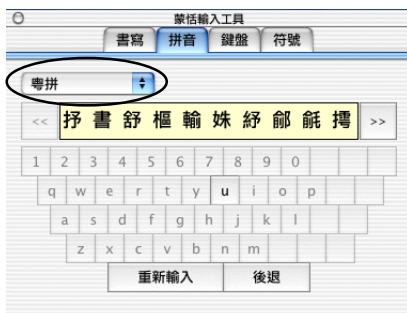 蒙恬輸入工具
書寫 拼音 鍵盤 符號
粵拼
<< 抒 書 舒 樞 輸 姝 紓 鄃 毹 摴 >>
1 2 3 4 5 6 7 8 9 0
q w e r t y u i o p
a s d f g h j k l
z x c v b n m
重新輸入 後退